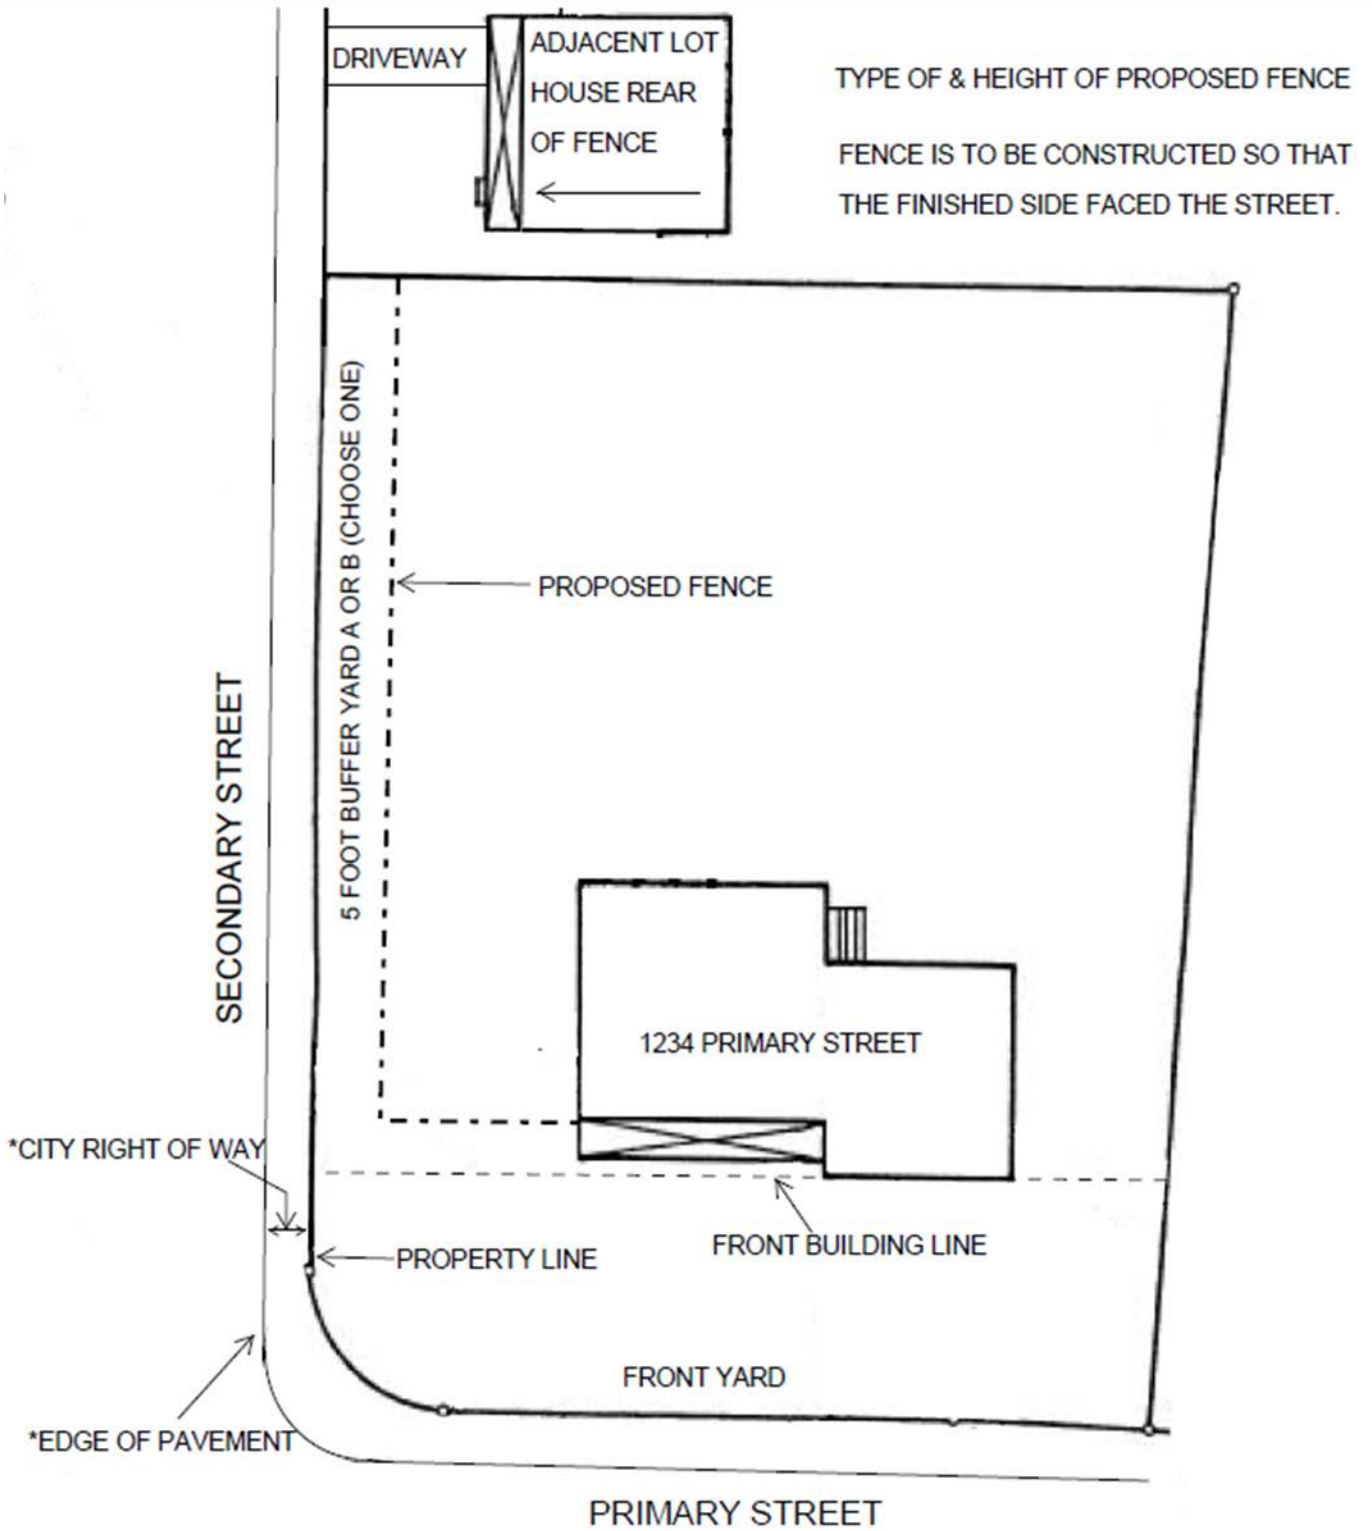 DRIVEWAY
ADJACENT LOT
HOUSE REAR
OF FENCE
TYPE OF & HEIGHT OF PROPOSED FENCE
FENCE IS TO BE CONSTRUCTED SO THAT
THE FINISHED SIDE FACED THE STREET.
5 FOOT BUFFER YARD A OR B (CHOOSE ONE)
PROPOSED FENCE
SECONDARY STREET
1234 PRIMARY STREET
*CITY RIGHT OF WAY
PROPERTY LINE
FRONT BUILDING LINE
FRONT YARD
*EDGE OF PAVEMENT
PRIMARY STREET